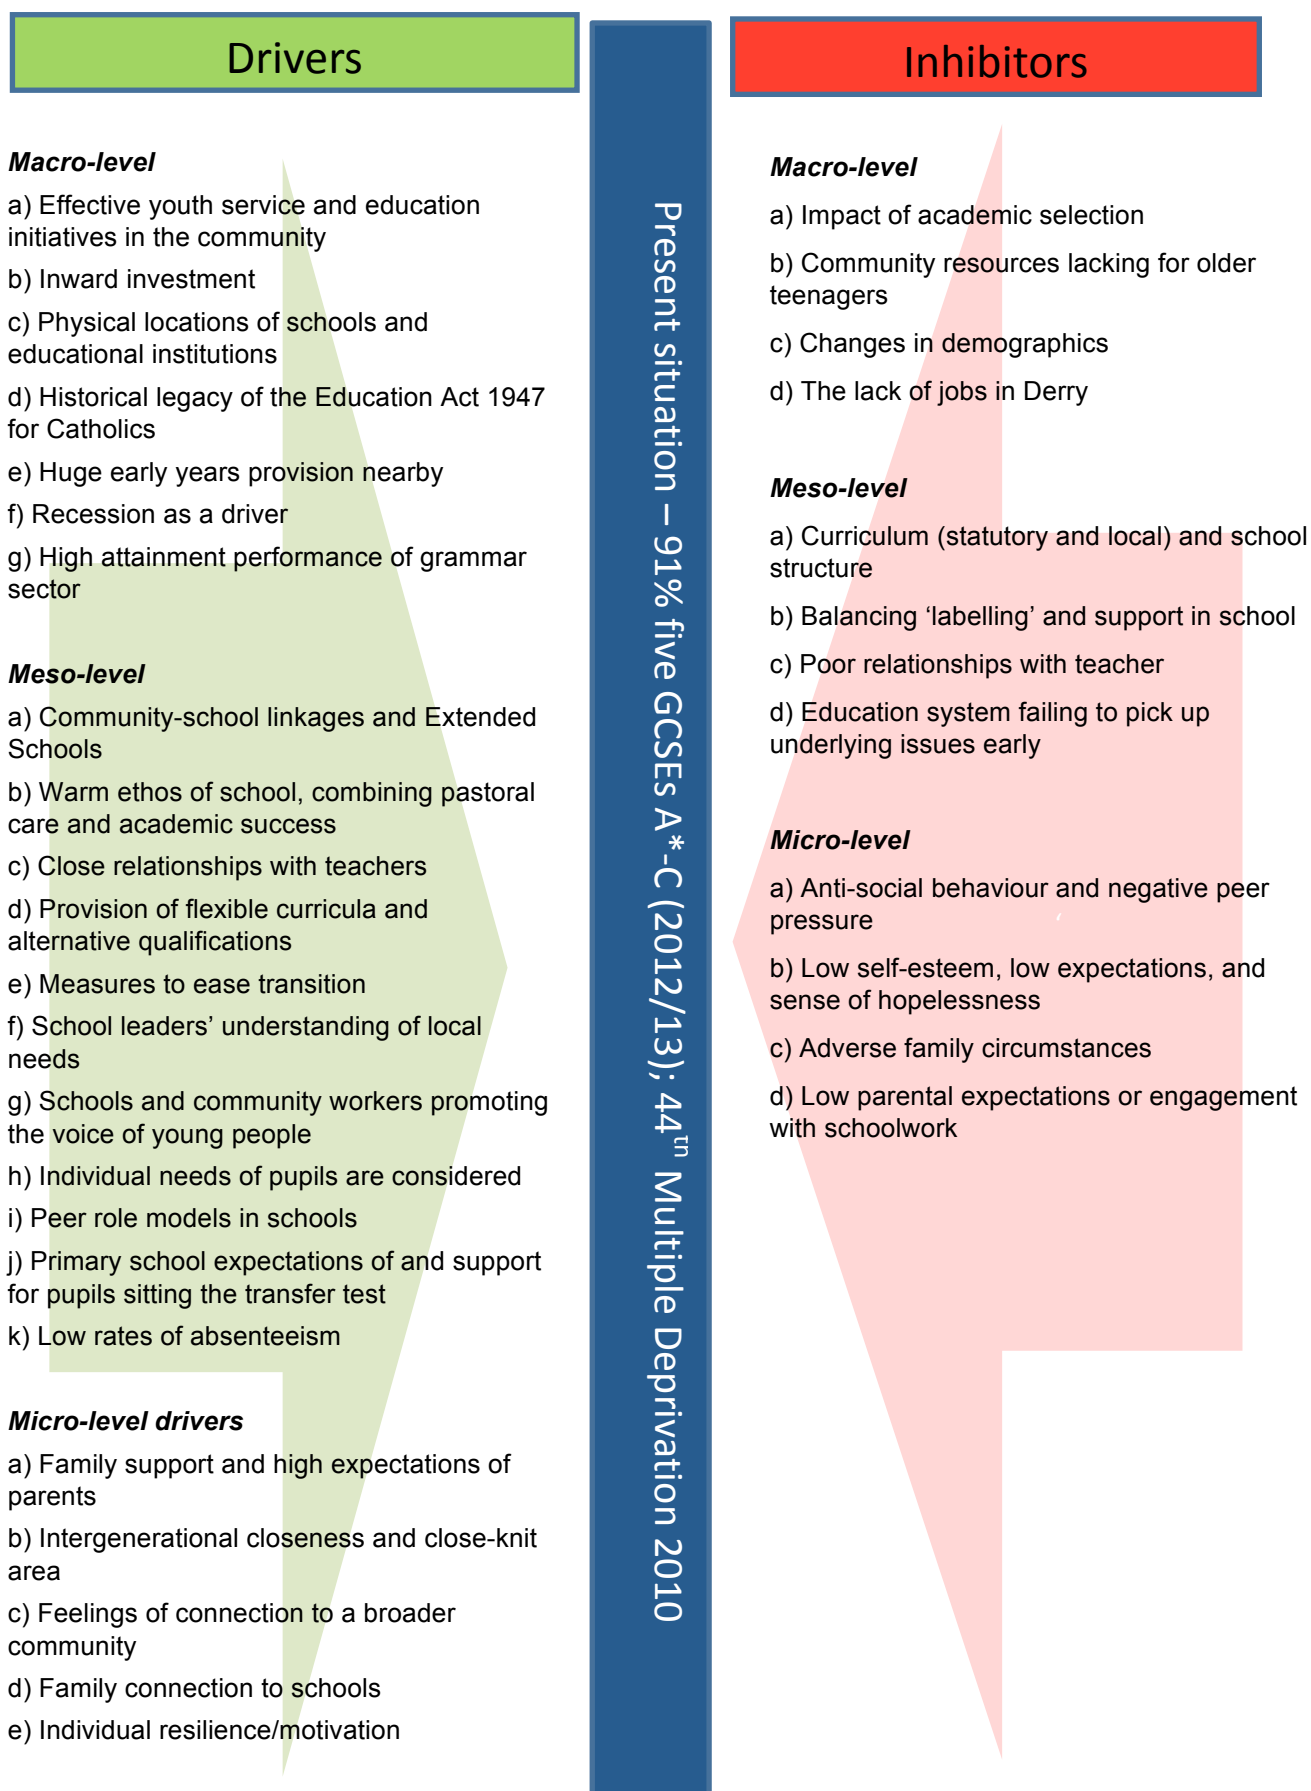 Drivers
Macro-level
a) Effective youth service and education
initiatives in the community
b) Inward investment
c) Physical locations of schools and
educational institutions
d) Historical legacy of the Education Act 1947
for Catholics
e) Huge early years provision nearby
f) Recession as a driver
g) High attainment performance of grammar
sector
Meso-level
a) Community-school linkages and Extended
Schools
b) Warm ethos of school, combining pastoral
care and academic success
c) Close relationships with teachers
d) Provision of flexible curricula and
alternative qualifications
e) Measures to ease transition
f) School leaders’ understanding of local
needs
g) Schools and community workers promoting
the voice of young people
h) Individual needs of pupils are considered
i) Peer role models in schools
j) Primary school expectations of and support
for pupils sitting the transfer test
k) Low rates of absenteeism
Micro-level drivers
a) Family support and high expectations of
parents
b) Intergenerational closeness and close-knit
area
c) Feelings of connection to a broader
community
d) Family connection to schools
e) Individual resilience/motivation
Present situation – 91% five GCSEs A*-C (2012/13); 44th Multiple Deprivation 2010
Inhibitors
Macro-level
a) Impact of academic selection
b) Community resources lacking for older
teenagers
c) Changes in demographics
d) The lack of jobs in Derry
Meso-level
a) Curriculum (statutory and local) and school
structure
b) Balancing ‘labelling’ and support in school
c) Poor relationships with teacher
d) Education system failing to pick up
underlying issues early
Micro-level
a) Anti-social behaviour and negative peer
pressure
b) Low self-esteem, low expectations, and
sense of hopelessness
c) Adverse family circumstances
d) Low parental expectations or engagement
with schoolwork